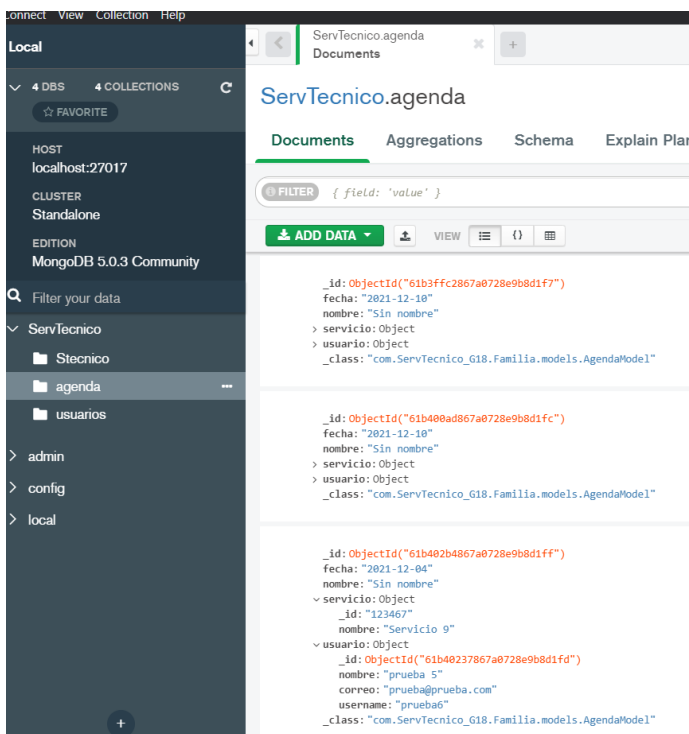 Connect View Collection Help
Local
4 DBS 4 COLLECTIONS
FAVORITE
HOST
localhost:27017
CLUSTER
Standalone
EDITION
MongoDB 5.0.3 Community
Filter your data
ServTecnico
Stecnico
agenda
usuarios
admin
config
local
ServTecnico.agenda
Documents
ServTecnico.agenda
Documents Aggregations Schema Explain Plan
FILTER { field: 'value' }
ADD DATA VIEW {}
_id: ObjectId("61b3ffc2867a0728e9b8d1f7")
fecha: "2021-12-10"
nombre: "Sin nombre"
servicio: Object
usuario: Object
_class: "com.ServTecnico_G18.Familia.models.AgendaModel"
_id: ObjectId("61b400ad867a0728e9b8d1fc")
fecha: "2021-12-10"
nombre: "Sin nombre"
servicio: Object
usuario: Object
_class: "com.ServTecnico_G18.Familia.models.AgendaModel"
_id: ObjectId("61b402b4867a0728e9b8d1ff")
fecha: "2021-12-04"
nombre: "Sin nombre"
servicio: Object
_id: "123467"
nombre: "Servicio 9"
usuario: Object
_id: ObjectId("61b40237867a0728e9b8d1fd")
nombre: "prueba 5"
correo: "prueba@prueba.com"
username: "prueba6"
_class: "com.ServTecnico_G18.Familia.models.AgendaModel"